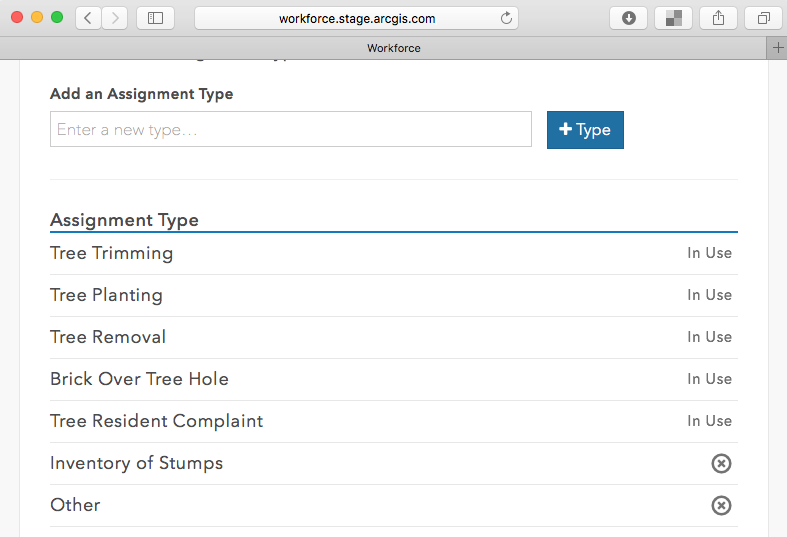 workforce.stage.arcgis.com
Workforce
Add an Assignment Type
Enter a new type...
+ Type
Assignment Type
Tree Trimming In Use
Tree Planting In Use
Tree Removal In Use
Brick Over Tree Hole In Use
Tree Resident Complaint In Use
Inventory of Stumps
Other